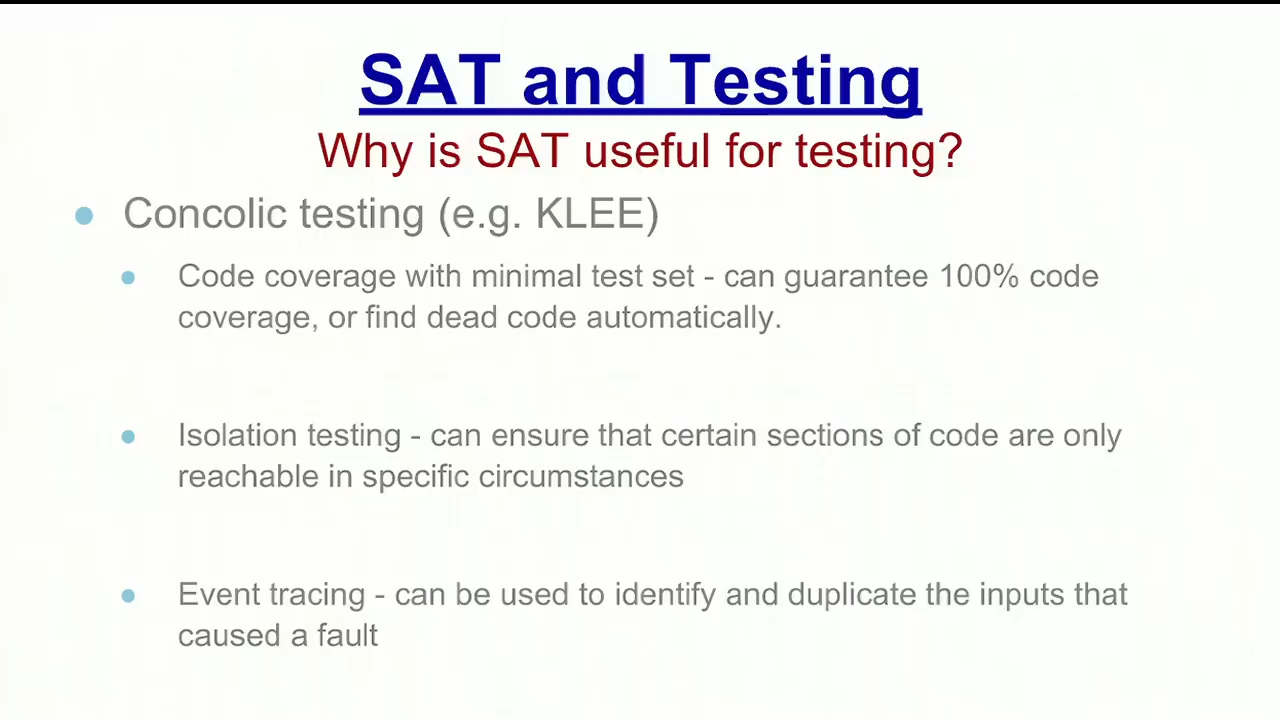 SAT and Testing
Why is SAT useful for testing?
Concolic testing (e.g. KLEE)
Code coverage with minimal test set - can guarantee 100% code
coverage, or find dead code automatically.
Isolation testing - can ensure that certain sections of code are only
reachable in specific circumstances
Event tracing - can be used to identify and duplicate the inputs that
caused a fault